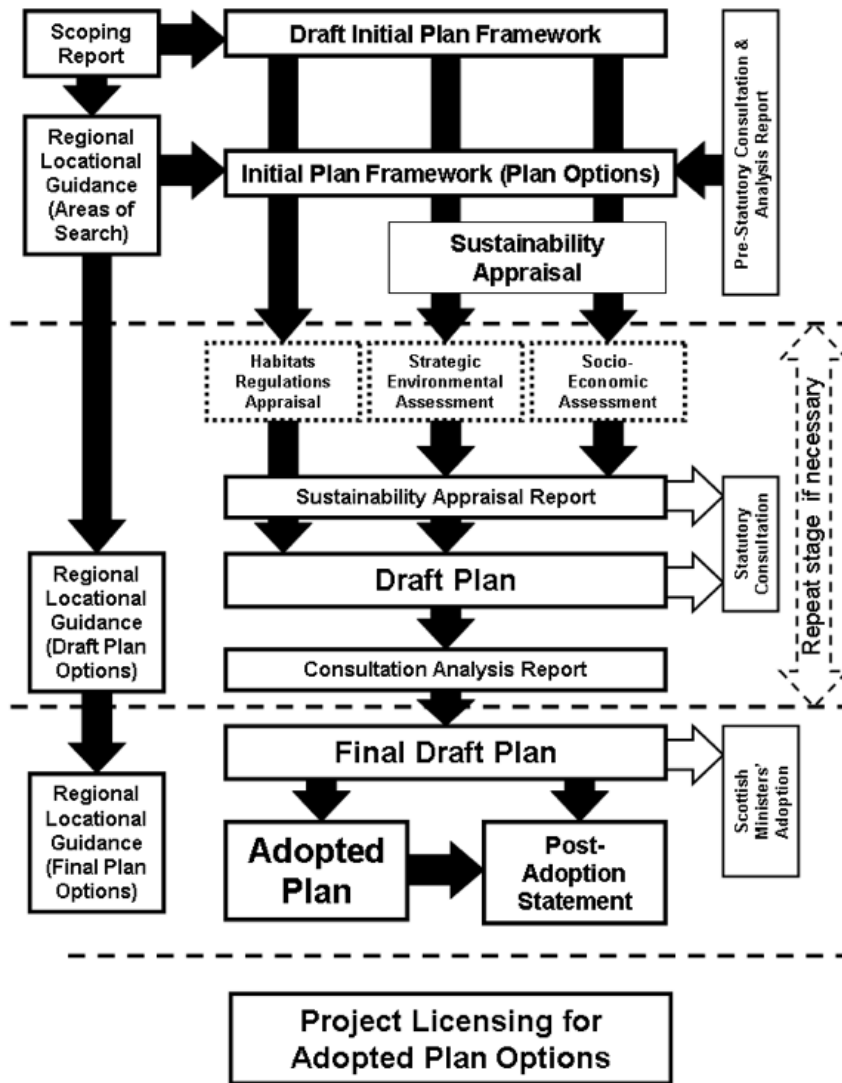 Scoping
Report
Draft Initial Plan Framework
Pre-Statutory Consultation &
Analysis Report
Regional
Locational
Guidance
(Areas of
Search)
Initial Plan Framework (Plan Options)
Sustainability
Appraisal
Habitats
Regulations
Appraisal
Strategic
Environmental
Assessment
Socio-
Economic
Assessment
Repeat stage if necessary
Sustainability Appraisal Report
Statutory
Consultation
Regional
Locational
Guidance
(Draft Plan
Options)
Draft Plan
Consultation Analysis Report
Final Draft Plan
Scottish
Ministers'
Adoption
Regional
Locational
Guidance
(Final Plan
Options)
Adopted
Plan
Post-
Adoption
Statement
Project Licensing for
Adopted Plan Options